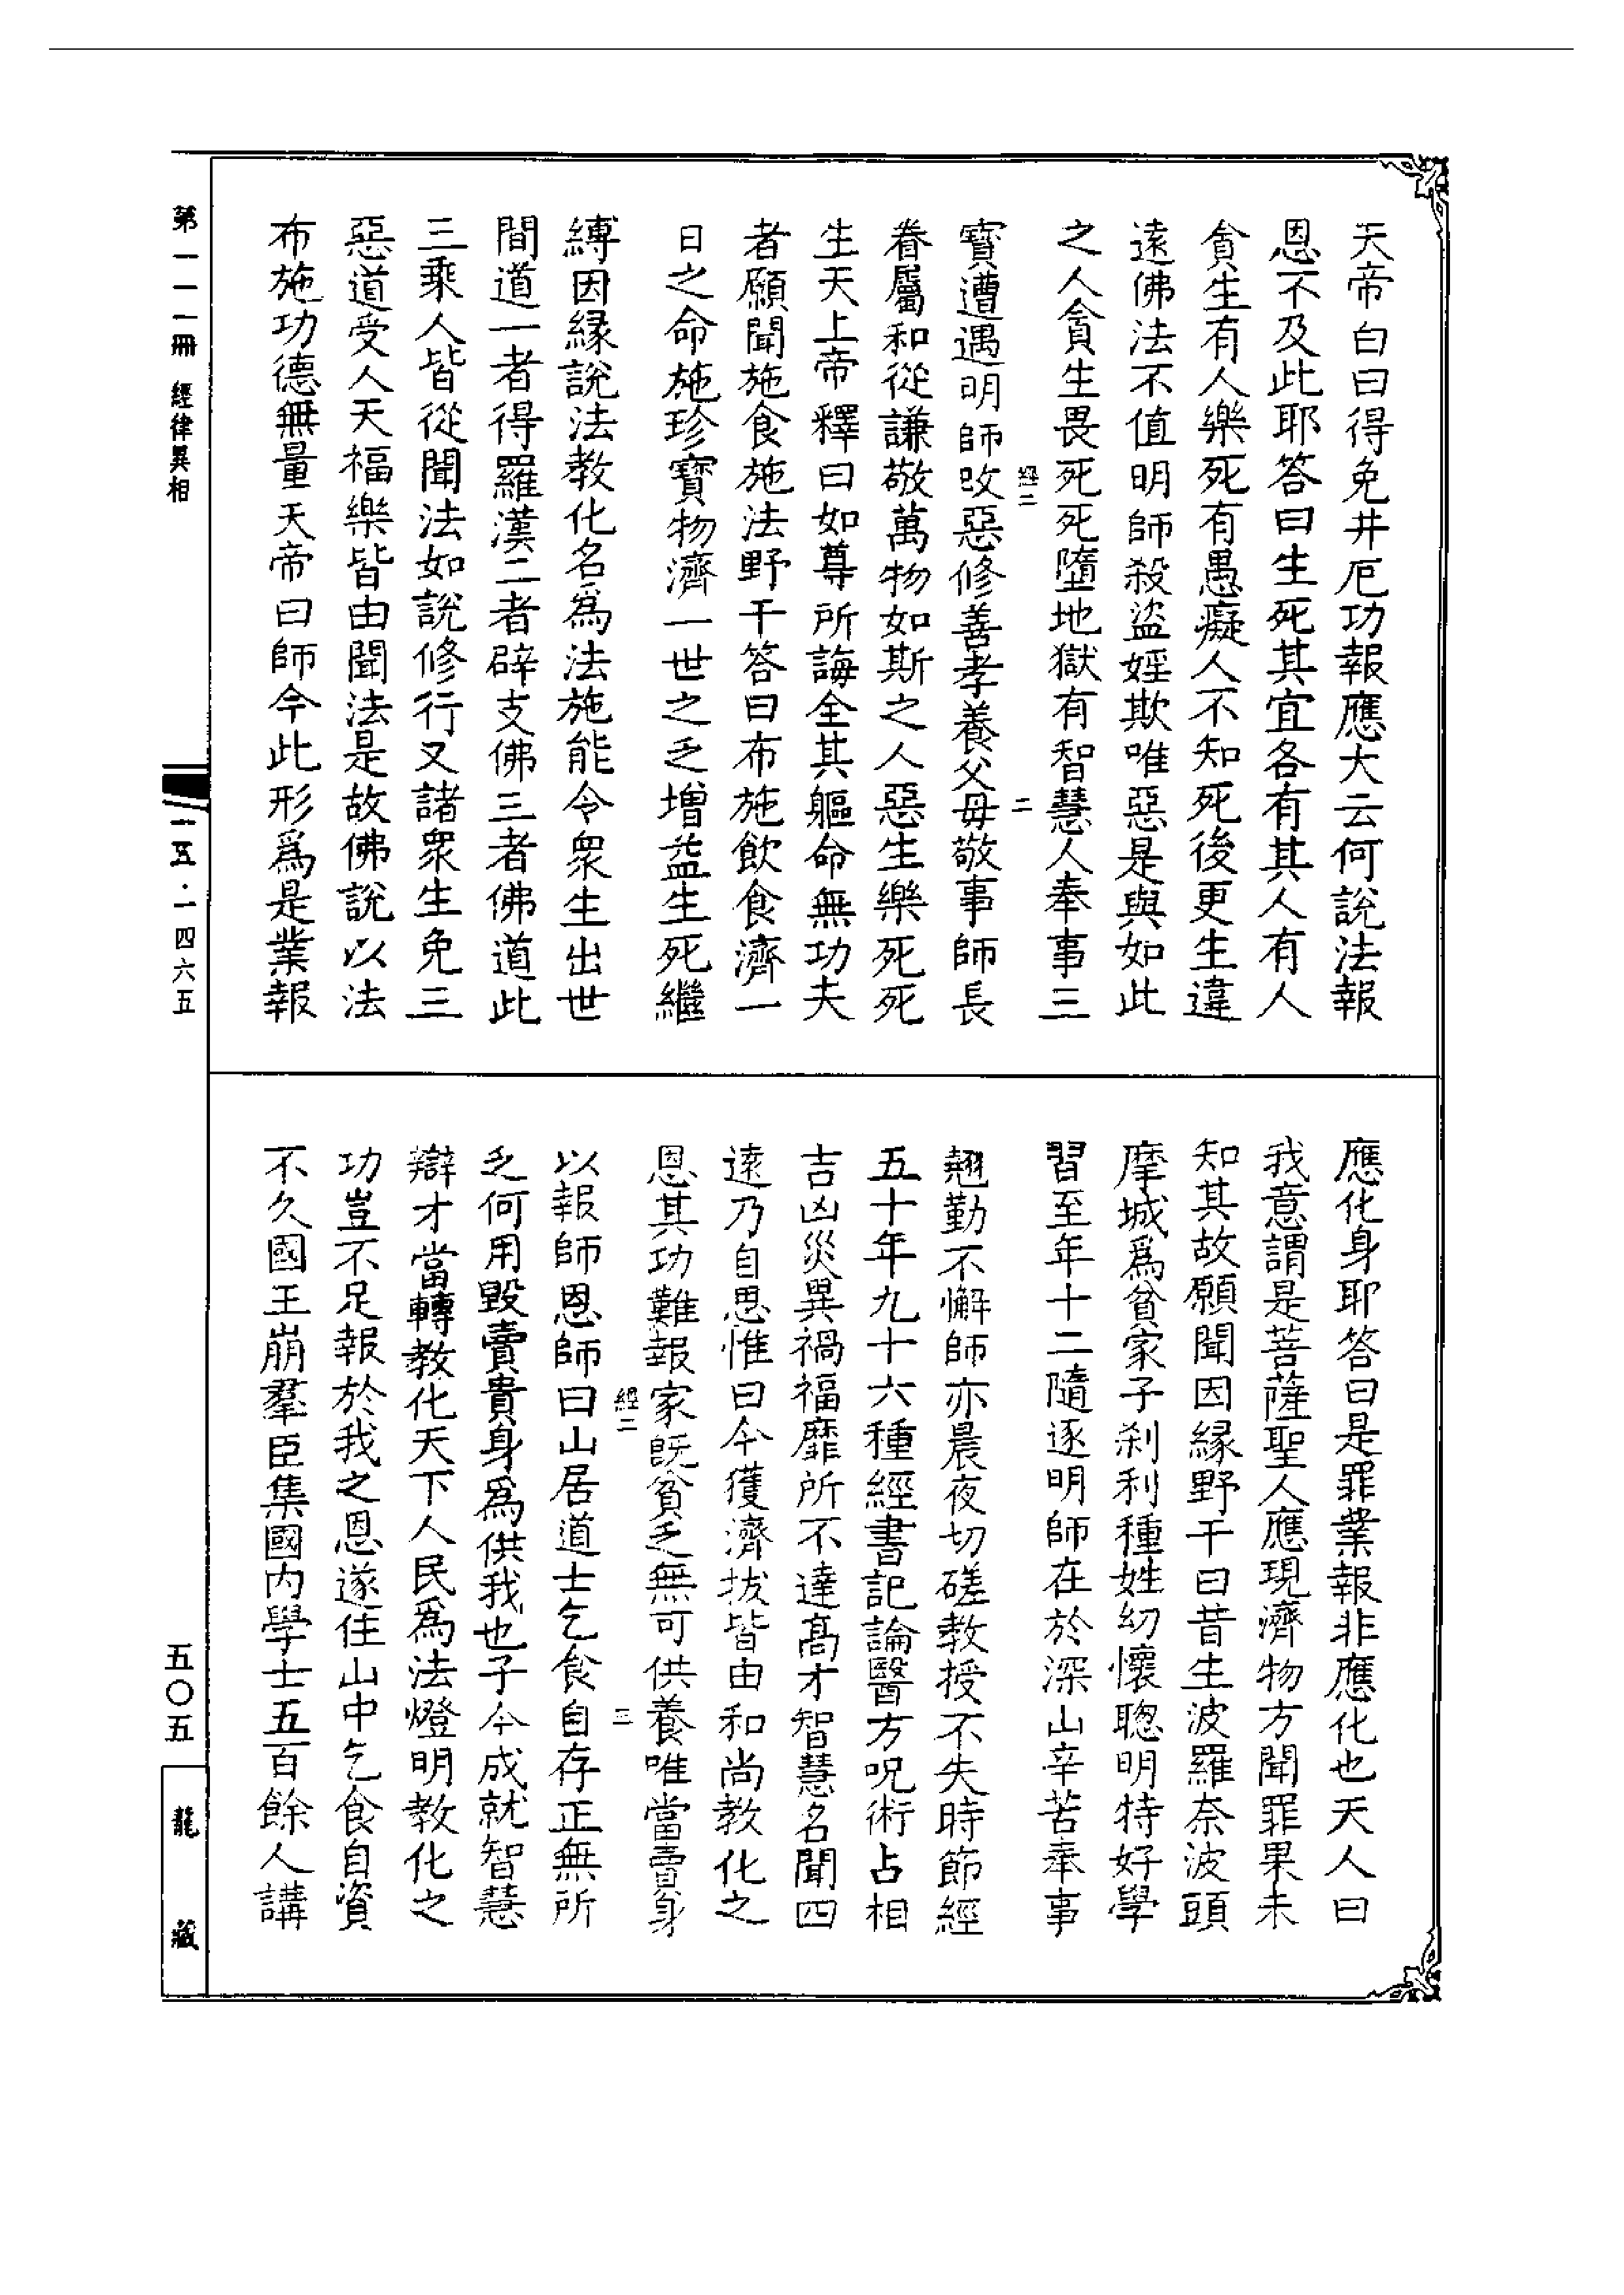 天帝白曰得免井厄功報應大云何說法報
恩不及此耶答曰生死其宜各有其人有人
貪生有人樂死有愚癡人不知死後更生違
遠佛法不值明師殺盜婬欺唯惡是與如此
之人貪生畏死死墮地獄有智慧人奉事三
經二
二
寶遭遇明師改惡修善孝養父母敬事師長
眷屬和從謙敬萬物如斯之人惡生樂死死
生天上帝釋曰如尊所誨全其軀命無功夫
者願聞施食施法野干答曰布施飲食濟一
日之命施珍寶物濟一世之乏增益生死繼
縛因緣說法教化名為法施能令眾生出世
間道一者得羅漢二者辟支佛三者佛道此
三乘人皆從聞法如說修行又諸眾生免三
惡道受人天福樂皆由聞法是故佛說以法
布施功德無量天帝曰師今此形為是業報
應化身耶答曰是罪業報非應化也天人曰
我意謂是菩薩聖人應現濟物方聞罪果未
知其故願聞因緣野干曰昔生波羅奈波頭
摩城為貧家子剎利種姓幼懷聰明特好學
習至年十二隨逐明師在於深山辛苦奉事
翹勤不懈師亦晨夜切磋教授不失時節經
五十年九十六種經書記論醫方呪術占相
吉凶災異禍福靡所不達高才智慧名聞四
遠乃自思惟曰今獲濟拔皆由和尚教化之
恩其功難報家既貧乏無可供養唯當賣身
經二
三
以報師恩師曰山居道士乞食自存正無所
乏何用毀賣貴身為供我也子今成就智慧
辯才當轉教化天下人民為法燈明教化之
功豈不足報於我之恩遂住山中乞食自資
不久國王崩羣臣集國內學士五百餘人講
第一一一冊 經律異相
一五·一四六五
五〇五
龍藏